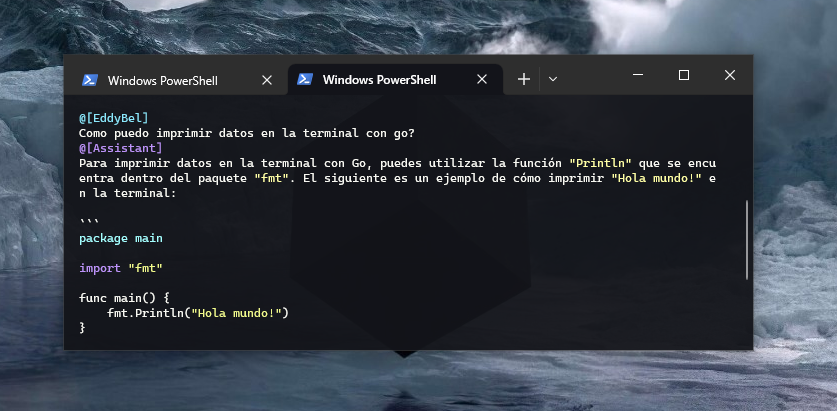 Windows PowerShell
Windows PowerShell
@[EddyBel]
Como puedo imprimir datos en la terminal con go?
@[Assistant]
Para imprimir datos en la terminal con Go, puedes utilizar la función "Println" que se encu
entra dentro del paquete "fmt". El siguiente es un ejemplo de cómo imprimir "Hola mundo!" e
n la terminal:
```
package main
import "fmt"
func main() {
    fmt.Println("Hola mundo!")
}